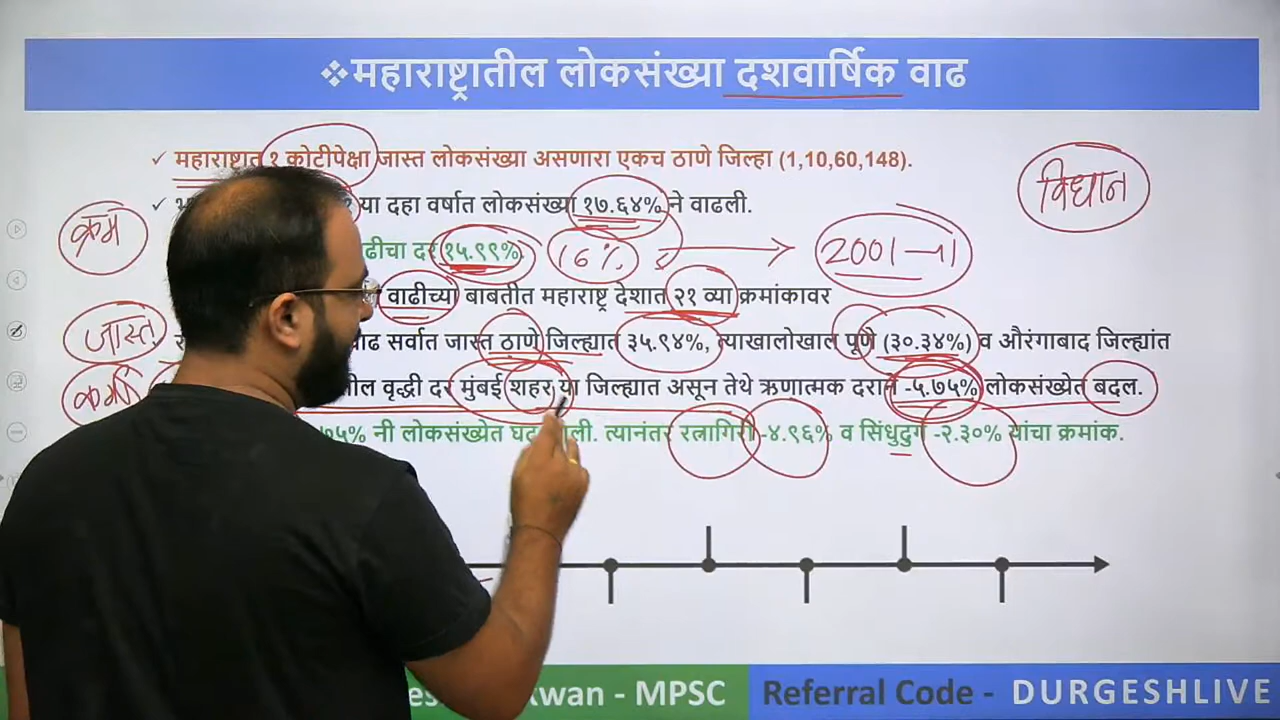 ❖महाराष्ट्रातील लोकसंख्या दशवार्षिक वाढ
✓ महाराष्ट्रात १ कोटीपेक्षा जास्त लोकसंख्या असणारा एकच ठाणे जिल्हा (1,10,60,148).
विधान
✓ या दहा वर्षात लोकसंख्या १७.६४% ने वाढली.
क्रम
दर १५.९९%. 16% 2001-11
वाढीच्या बाबतीत महाराष्ट्र देशात २१ व्या क्रमांकावर
जास्त
सर्वात जास्त ठाणे जिल्ह्यात ३५.९४%, त्याखालोखाल पूणे (३०.३४%) व औरंगाबाद जिल्ह्यांत
कमी
वृद्धी दर मुंबई शहर या जिल्ह्यात असून तेथे ऋणात्मक दराने -५.७५% लोकसंख्येत बदल.
नी लोकसंख्येत त्यानंतर रत्नागिरी -४.९६% व सिंधुदुर्ग -२.३०% यांचा क्रमांक.
- MPSC
Referral Code - DURGESHLIVE